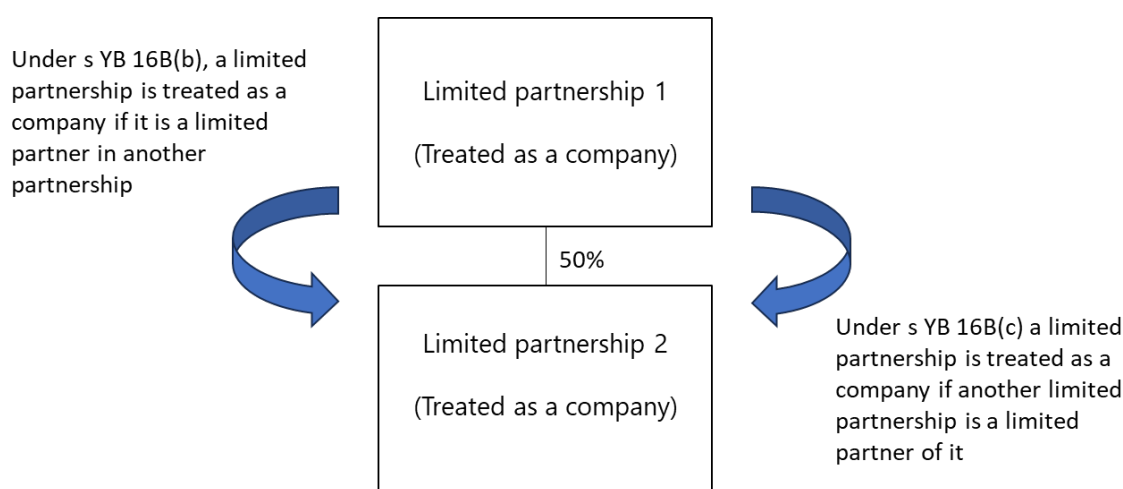 Under s YB 16B(b), a limited
partnership is treated as a
company if it is a limited
partner in another
partnership
Limited partnership 1
(Treated as a company)
50%
Limited partnership 2
(Treated as a company)
Under s YB 16B(c) a limited
partnership is treated as a
company if another limited
partnership is a limited
partner of it